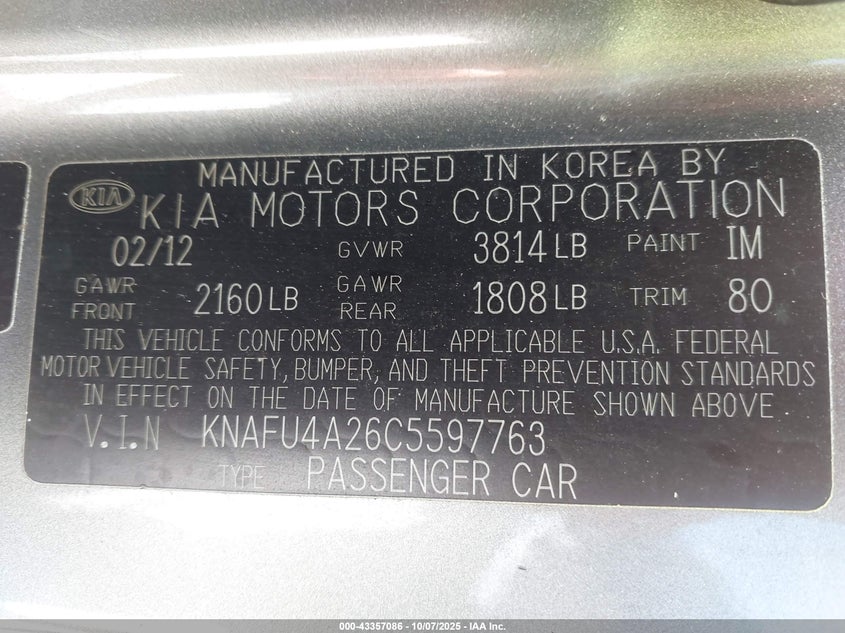 MANUFACTURED IN KOREA BY
KIA
KIA MOTORS CORPORATION
02/12 GVWR 3814 LB PAINT IM
GAWR FRONT 2160 LB GAWR REAR 1808 LB TRIM 80
THIS VEHICLE CONFORMS TO ALL APPLICABLE U.S.A. FEDERAL
MOTOR VEHICLE SAFETY, BUMPER, AND THEFT PREVENTION STANDARDS
IN EFFECT ON THE DATE OF MANUFACTURE SHOWN ABOVE
V.I.N KNAFU4A26C5597763
TYPE PASSENGER CAR
000-43357086 - 10/07/2025 - IAA Inc.